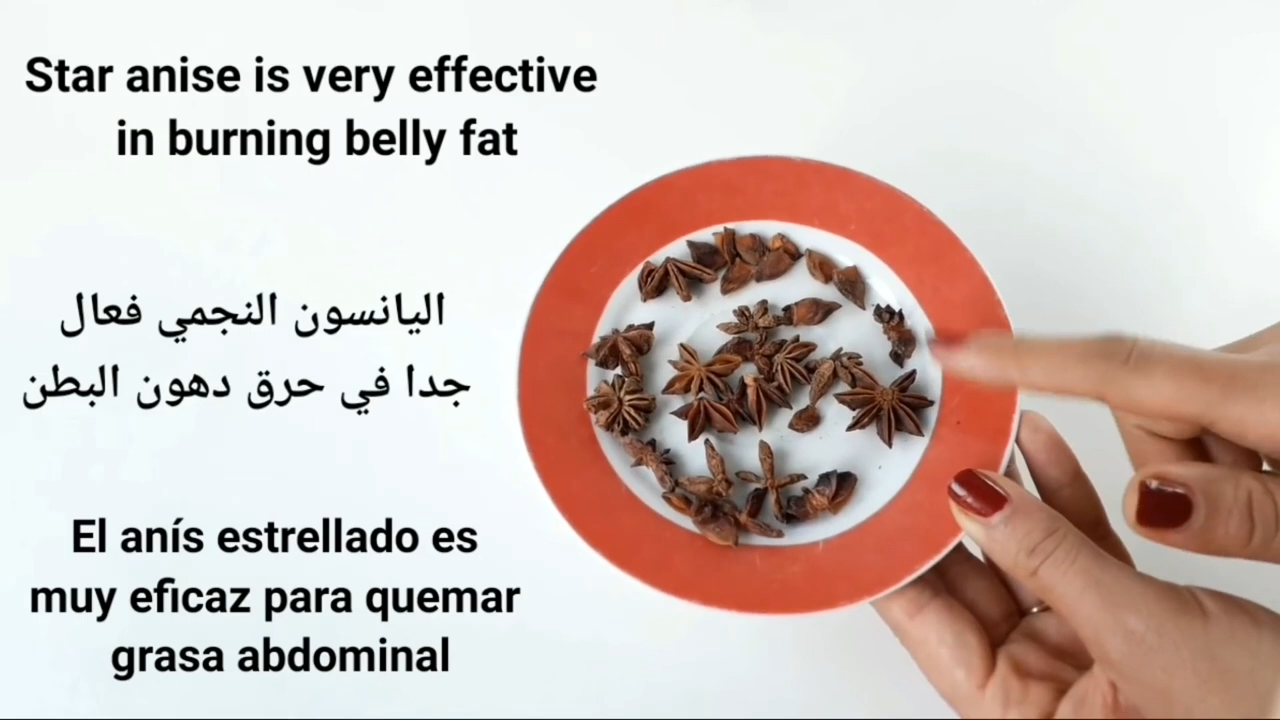 Star anise is very effective
in burning belly fat
اليانسون النجمي فعال
جدا في حرق دهون البطن
El anís estrellado es
muy eficaz para quemar
grasa abdominal